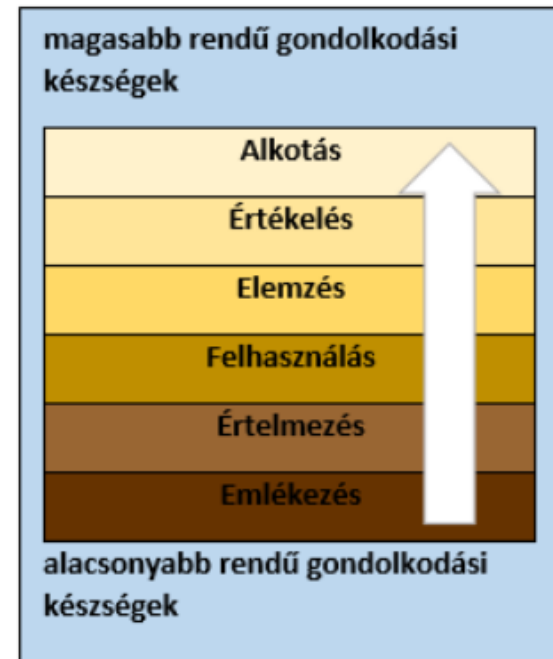 magasabb rendű gondolkodási
készségek
Alkotás
Értékelés
Elemzés
Felhasználás
Értelmezés
Emlékezés
alacsonyabb rendű gondolkodási
készségek